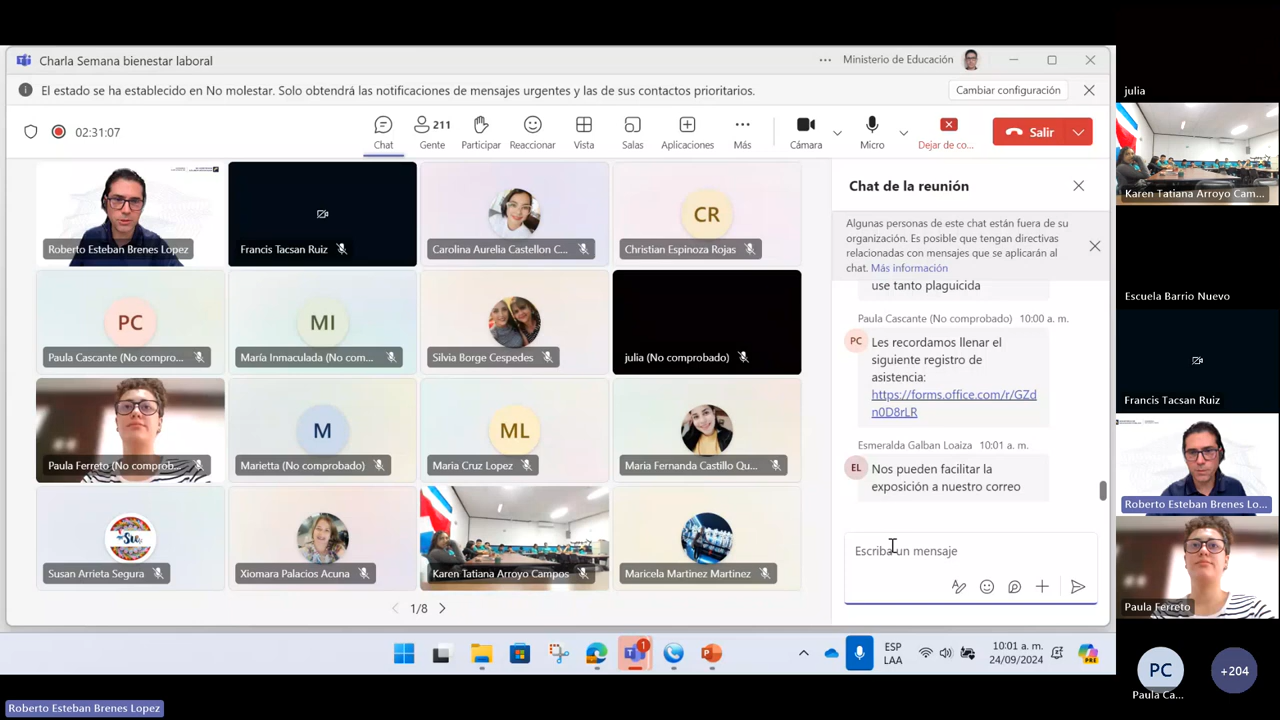 Charla Semana bienestar laboral
Ministerio de Educación
El estado se ha establecido en No molestar. Solo obtendrá las notificaciones de mensajes urgentes y las de sus contactos prioritarios.
Cambiar configuración
02:31:07
Chat
211
Gente
Participar
Reaccionar
Vista
Salas
Aplicaciones
Más
Cámara
Micro
Dejar de co...
Salir
Roberto Esteban Brenes Lopez
Francis Tacsan Ruiz
Carolina Aurelia Castellon C...
CR
Christian Espinoza Rojas
PC
Paula Cascante (No compro...
MI
María Inmaculada (No com...
Silvia Borge Cespedes
julia (No comprobado)
Paula Ferreto (No comprob...
M
Marietta (No comprobado)
ML
Maria Cruz Lopez
Maria Fernanda Castillo Qu...
Susan Arrieta Segura
Xiomara Palacios Acuna
Karen Tatiana Arroyo Campos
Maricela Martinez Martinez
1/8
Chat de la reunión
Algunas personas de este chat están fuera de su
organización. Es posible que tengan directivas
relacionadas con mensajes que se aplicarán al
chat. Más información
use tanto plaguicida
Paula Cascante (No comprobado) 10:00 a. m.
PC
Les recordamos llenar el
siguiente registro de
asistencia:
https://forms.office.com/r/GZd
n0D8rLR
Esmeralda Galban Loaiza 10:01 a. m.
EL
Nos pueden facilitar la
exposición a nuestro correo
Escriba un mensaje
1
ESP
LAA
10:01 a. m.
24/09/2024
PRE
julia
Karen Tatiana Arroyo Cam...
Escuela Barrio Nuevo
Francis Tacsan Ruiz
Roberto Esteban Brenes Lo...
Paula Ferreto
PC
Paula Ca...
+204
Roberto Esteban Brenes Lopez